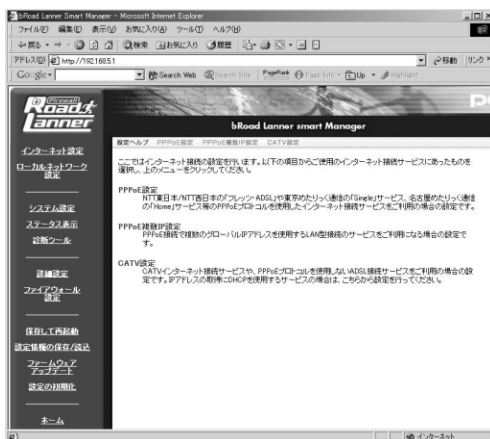 bRoad Lanner Smart Manager - Microsoft Internet Explorer
ファイル(F) 編集(E) 表示(V) お気に入り(A) ツール(T) ヘルプ(H)
戻る 検索 お気に入り 履歴
アドレス(D) http://192.168.5.1 移動 リンク
Google Search Web Search Site PageRank Page Info Up Highlight
Firewall
Road
Lanner
bRoad Lanner smart Manager
設定ヘルプ PPPoE設定 PPPoE複数IP設定 CATV設定
インターネット設定
ローカルネットワーク
設定
システム設定
ステータス表示
診断ツール
詳細設定
ファイアウォール
設定
保存して再起動
設定情報の保存/読込
ファームウェア
アップデート
設定の初期化
ホーム
ここではインターネット接続の設定を行います。以下の項目からご使用のインターネット接続サービスにあったものを
選択し、上のメニューをクリックしてください。
PPPoE設定
NTT東日本/NTT西日本の「フレッツ・ADSL」や東京めたりっく通信の「Single」サービス、名古屋めたりっく通信
の「Home」サービス等のPPPoEプロトコルを使用したインターネット接続サービスをご利用の場合の設定です。
PPPoE複数IP設定
PPPoE接続で複数のグローバルIPアドレスを使用するLAN型接続のサービスをご利用になる場合の設定で
す。
CATV設定
CATVインターネット接続サービスや、PPPoEプロトコルを使用しないADSL接続サービスをご利用の場合の設
定です。IPアドレスの取得にDHCPを使用するサービスの場合は、こちらから設定を行ってください。
インターネット